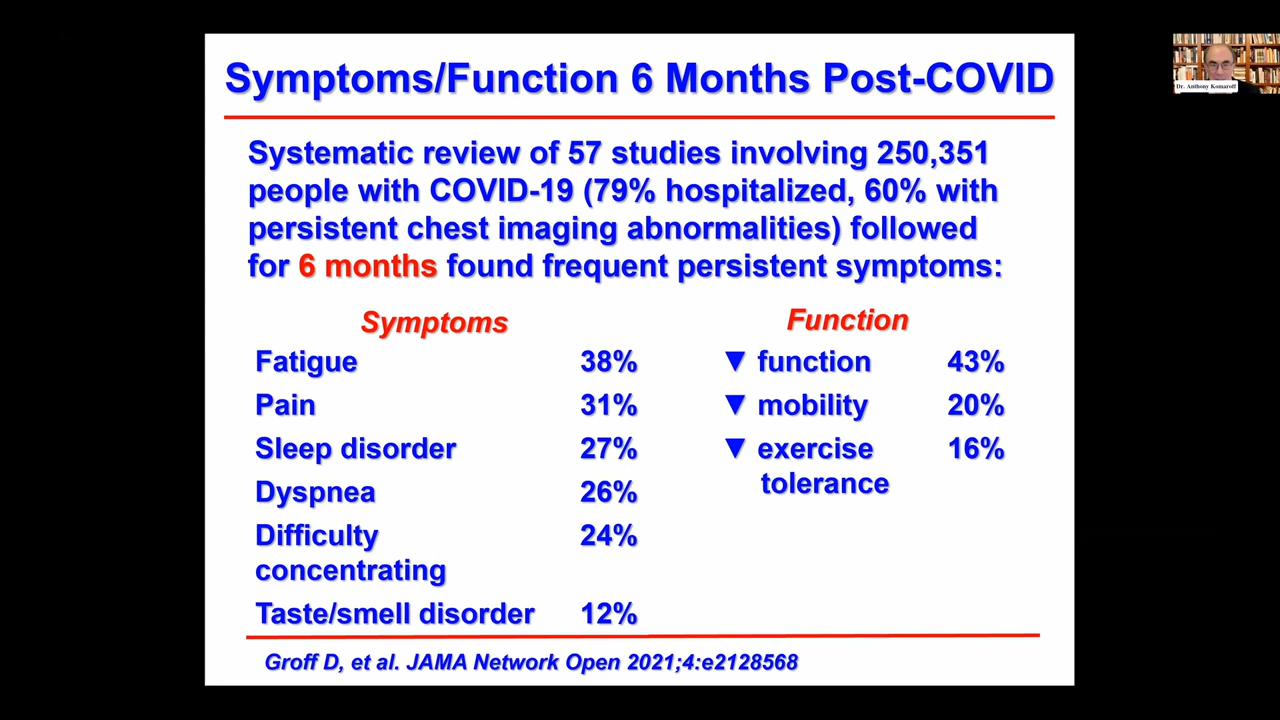 Symptoms/Function 6 Months Post-COVID
Dr. Anthony Komaroff
Systematic review of 57 studies involving 250,351
people with COVID-19 (79% hospitalized, 60% with
persistent chest imaging abnormalities) followed
for 6 months found frequent persistent symptoms:
Symptoms
Fatigue 38%
Pain 31%
Sleep disorder 27%
Dyspnea 26%
Difficulty 24%
concentrating
Taste/smell disorder 12%
Function
▼ function 43%
▼ mobility 20%
▼ exercise 16%
tolerance
Groff D, et al. JAMA Network Open 2021;4:e2128568